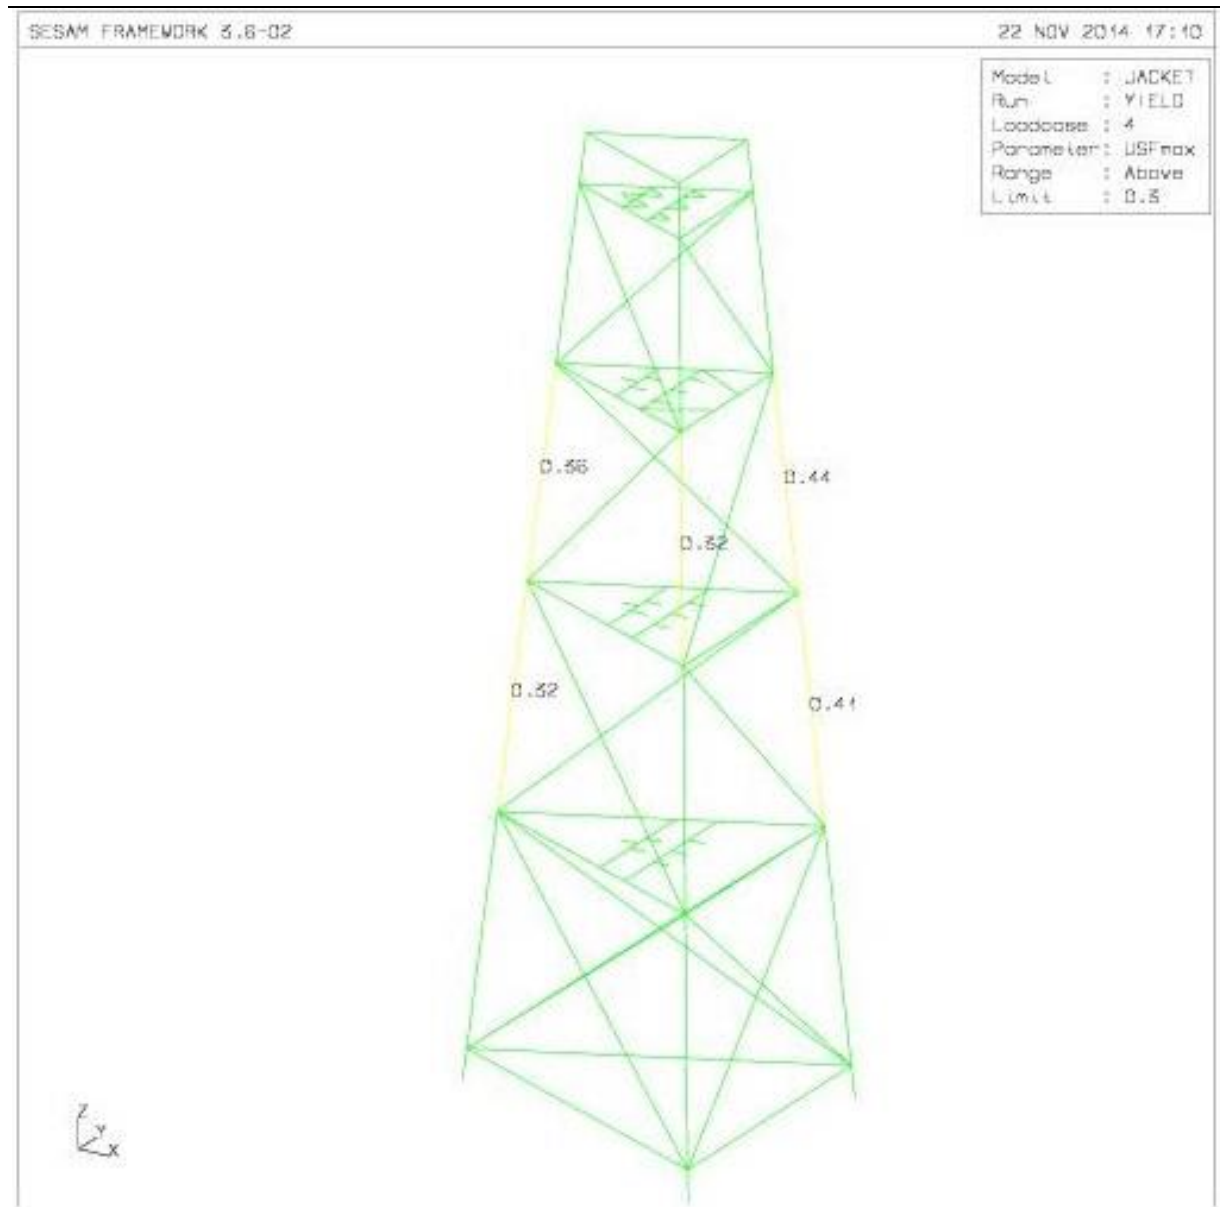 SESAM FRAMEWORK 3.6-02
22 NOV 2014 17:10
Model : JACKET
Run : YIELD
Loadcase : 4
Parameter: USFmax
Range : Above
Limit : 0.3
0.36
0.44
0.32
0.32
0.41
Z
Y
X